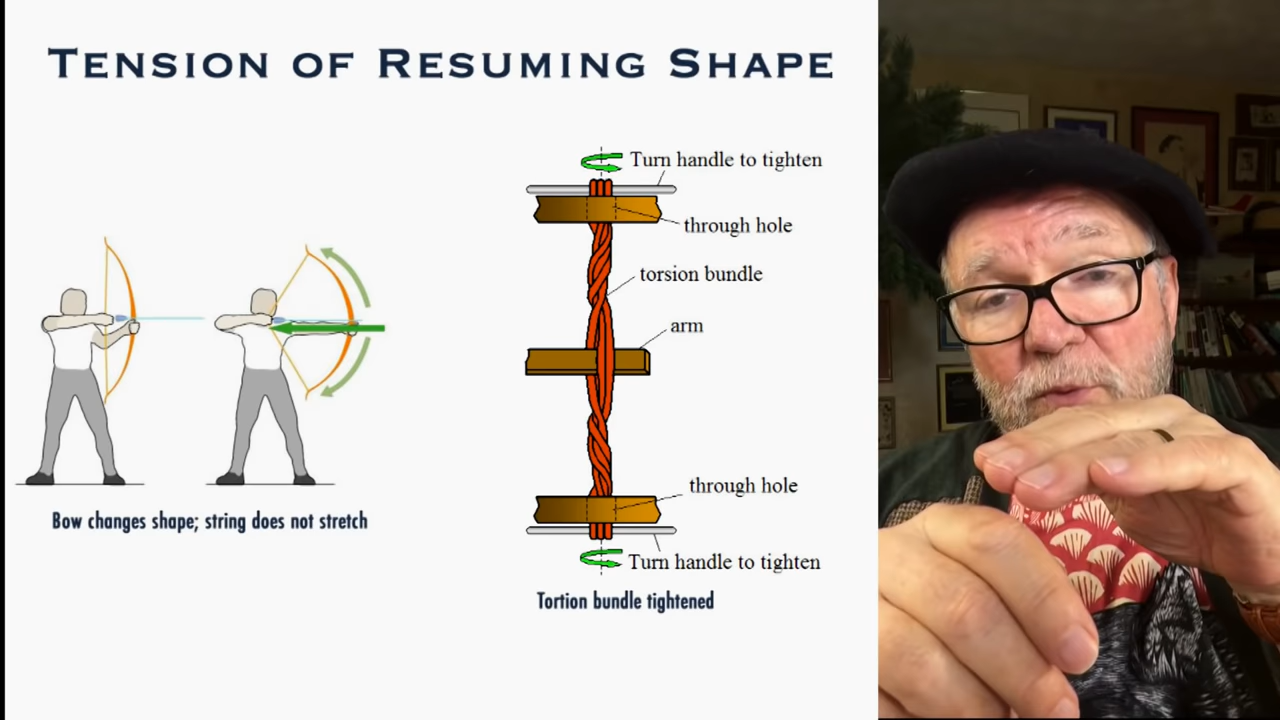 TENSION OF RESUMING SHAPE
Turn handle to tighten
through hole
torsion bundle
arm
through hole
Turn handle to tighten
Bow changes shape; string does not stretch
Tortion bundle tightened